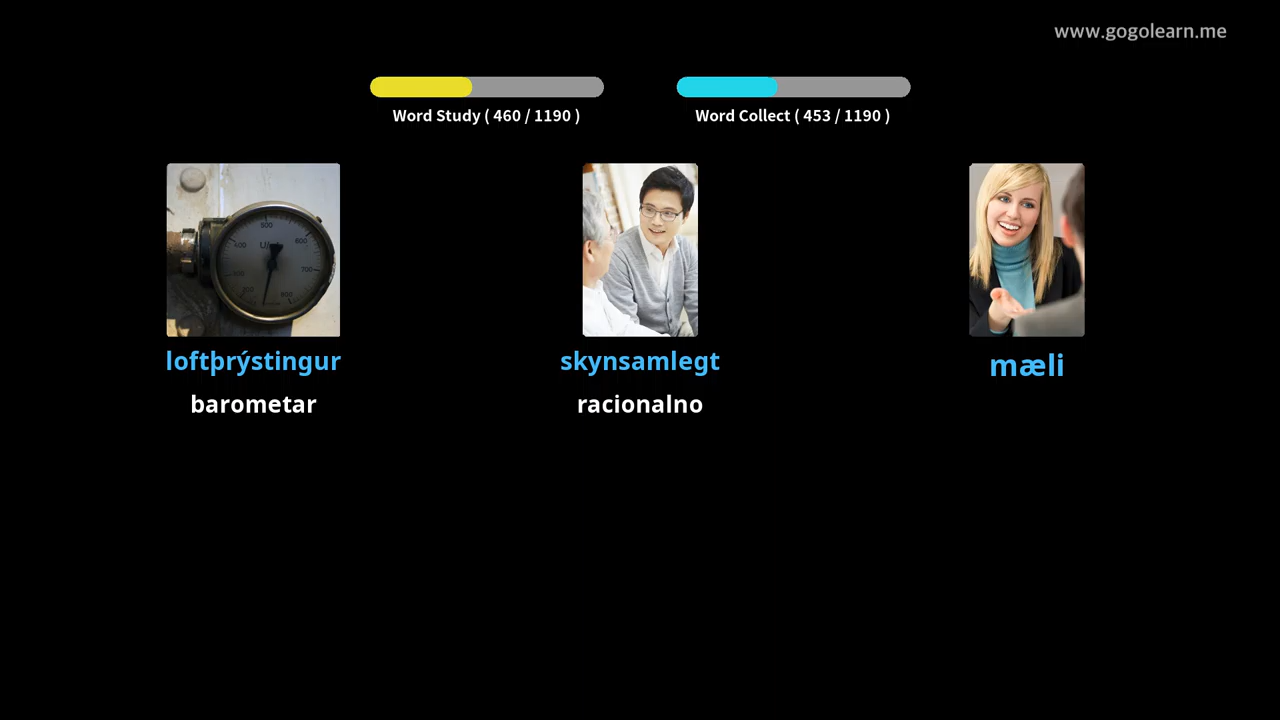 www.gogolearn.me
Word Study ( 460 / 1190 )
Word Collect ( 453 / 1190 )
loftþrýstingur
skynsamlegt
mæli
barometar
racionalno